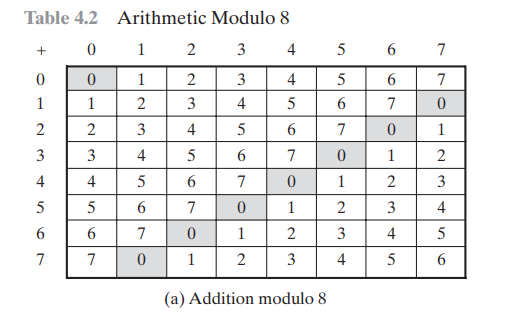 Table 4.2 Arithmetic Modulo 8
+ 0 1 2 3 4 5 6 7
0 0 1 2 3 4 5 6 7
1 1 2 3 4 5 6 7 0
2 2 3 4 5 6 7 0 1
3 3 4 5 6 7 0 1 2
4 4 5 6 7 0 1 2 3
5 5 6 7 0 1 2 3 4
6 6 7 0 1 2 3 4 5
7 7 0 1 2 3 4 5 6
(a) Addition modulo 8